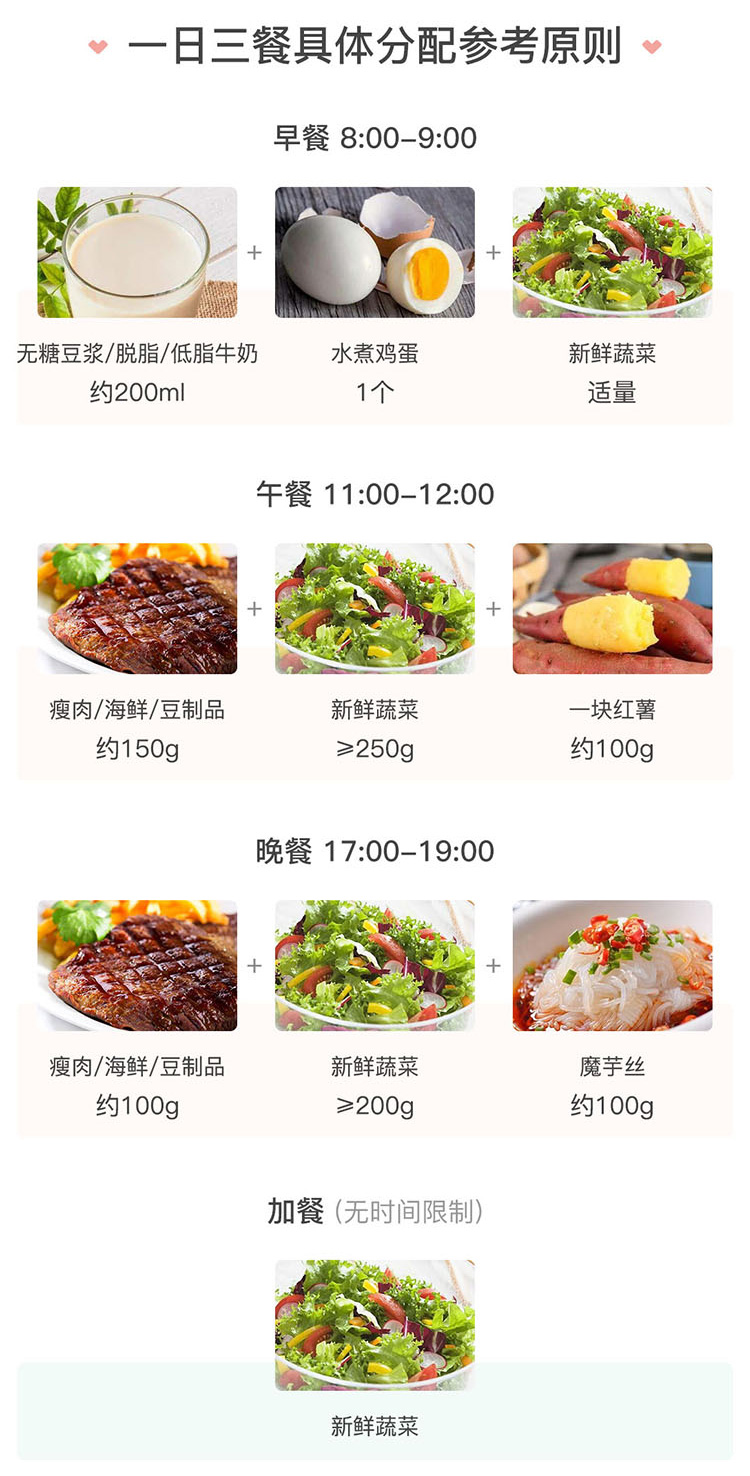 一日三餐具体分配参考原则
早餐 8:00-9:00
+
+
无糖豆浆/脱脂/低脂牛奶
水煮鸡蛋
新鲜蔬菜
约200ml
1个
适量
午餐 11:00-12:00
+
+
瘦肉/海鲜/豆制品
新鲜蔬菜
一块红薯
约150g
≥250g
约100g
晚餐 17:00-19:00
+
+
瘦肉/海鲜/豆制品
新鲜蔬菜
魔芋丝
约100g
≥200g
约100g
加餐 (无时间限制)
新鲜蔬菜